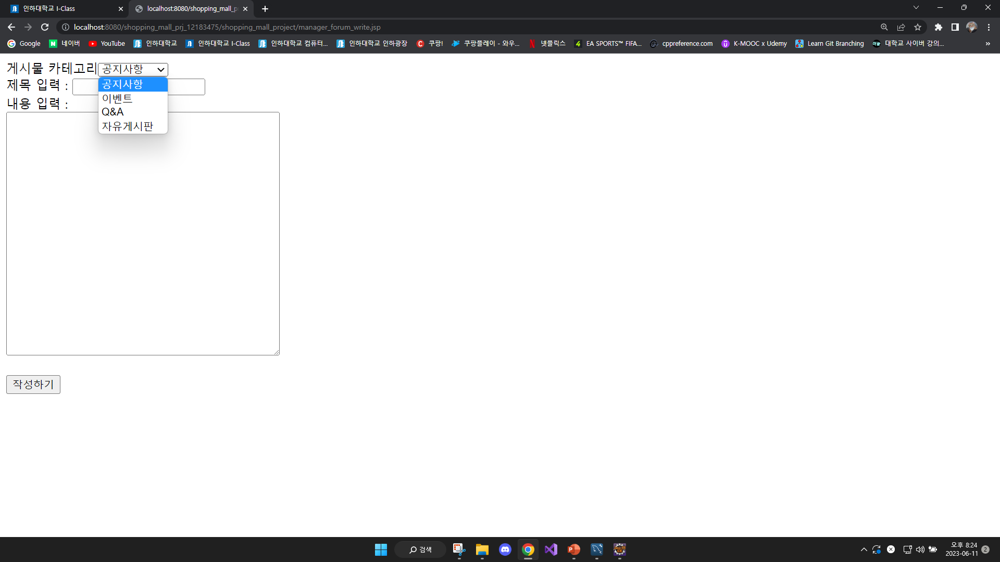 인하대학교 I-Class
localhost:8080/shopping_mall_p
localhost:8080/shopping_mall_prj_12183475/shopping_mall_project/manager_forum_write.jsp
Google 네이버 YouTube 인하대학교 인하대학교 I-Class 인하대학교 컴퓨터... 인하대학교 인하광장 쿠팡! 쿠팡플레이 - 와우... 넷플릭스 EA SPORTS™ FIFA... cppreference.com K-MOOC x Udemy Learn Git Branching 대학교 사이버 강의... »
게시물 카테고리 공지사항
공지사항
이벤트
Q&A
자유게시판
제목 입력 :
내용 입력 :
작성하기
검색
오후 8:24
2023-06-11
2